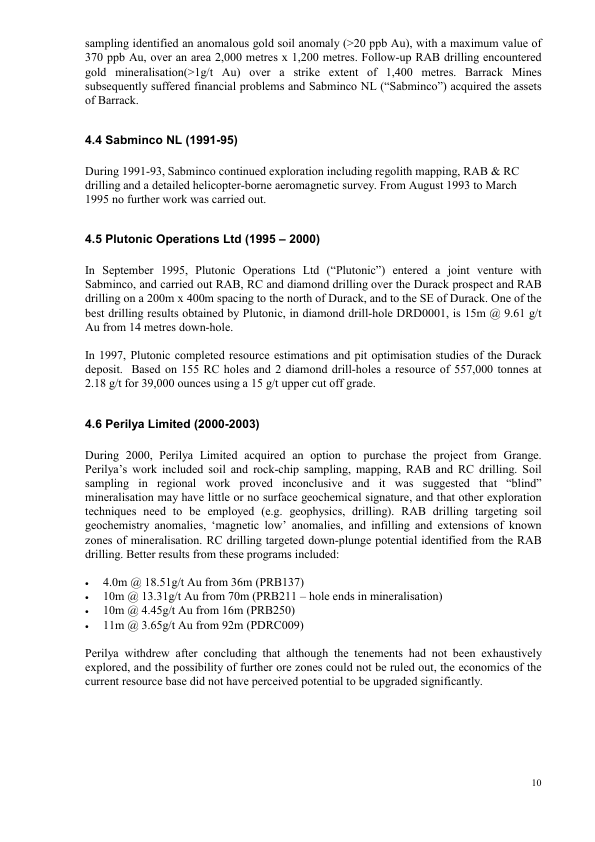 sampling identified an anomalous gold soil anomaly (>20 ppb Au), with a maximum value of
370 ppb Au, over an area 2,000 metres x 1,200 metres. Follow-up RAB drilling encountered
gold mineralisation(>1g/t Au) over a strike extent of 1,400 metres. Barrack Mines
subsequently suffered financial problems and Sabminco NL (“Sabminco”) acquired the assets
of Barrack.
4.4 Sabminco NL (1991-95)
During 1991-93, Sabminco continued exploration including regolith mapping, RAB & RC
drilling and a detailed helicopter-borne aeromagnetic survey. From August 1993 to March
1995 no further work was carried out.
4.5 Plutonic Operations Ltd (1995 – 2000)
In September 1995, Plutonic Operations Ltd (“Plutonic”) entered a joint venture with
Sabminco, and carried out RAB, RC and diamond drilling over the Durack prospect and RAB
drilling on a 200m x 400m spacing to the north of Durack, and to the SE of Durack. One of the
best drilling results obtained by Plutonic, in diamond drill-hole DRD0001, is 15m @ 9.61 g/t
Au from 14 metres down-hole.
In 1997, Plutonic completed resource estimations and pit optimisation studies of the Durack
deposit. Based on 155 RC holes and 2 diamond drill-holes a resource of 557,000 tonnes at
2.18 g/t for 39,000 ounces using a 15 g/t upper cut off grade.
4.6 Perilya Limited (2000-2003)
During 2000, Perilya Limited acquired an option to purchase the project from Grange.
Perilya’s work included soil and rock-chip sampling, mapping, RAB and RC drilling. Soil
sampling in regional work proved inconclusive and it was suggested that “blind”
mineralisation may have little or no surface geochemical signature, and that other exploration
techniques need to be employed (e.g. geophysics, drilling). RAB drilling targeting soil
geochemistry anomalies, ‘magnetic low’ anomalies, and infilling and extensions of known
zones of mineralisation. RC drilling targeted down-plunge potential identified from the RAB
drilling. Better results from these programs included:
• 4.0m @ 18.51g/t Au from 36m (PRB137)
• 10m @ 13.31g/t Au from 70m (PRB211 – hole ends in mineralisation)
• 10m @ 4.45g/t Au from 16m (PRB250)
• 11m @ 3.65g/t Au from 92m (PDRC009)
Perilya withdrew after concluding that although the tenements had not been exhaustively
explored, and the possibility of further ore zones could not be ruled out, the economics of the
current resource base did not have perceived potential to be upgraded significantly.
10